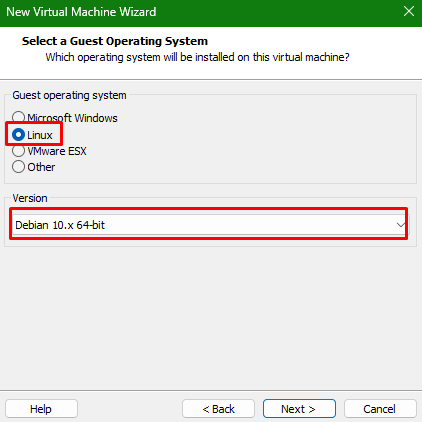 New Virtual Machine Wizard
Select a Guest Operating System
Which operating system will be installed on this virtual machine?
Guest operating system
Microsoft Windows
Linux
VMware ESX
Other
Version
Debian 10.x 64-bit
Help
< Back
Next >
Cancel